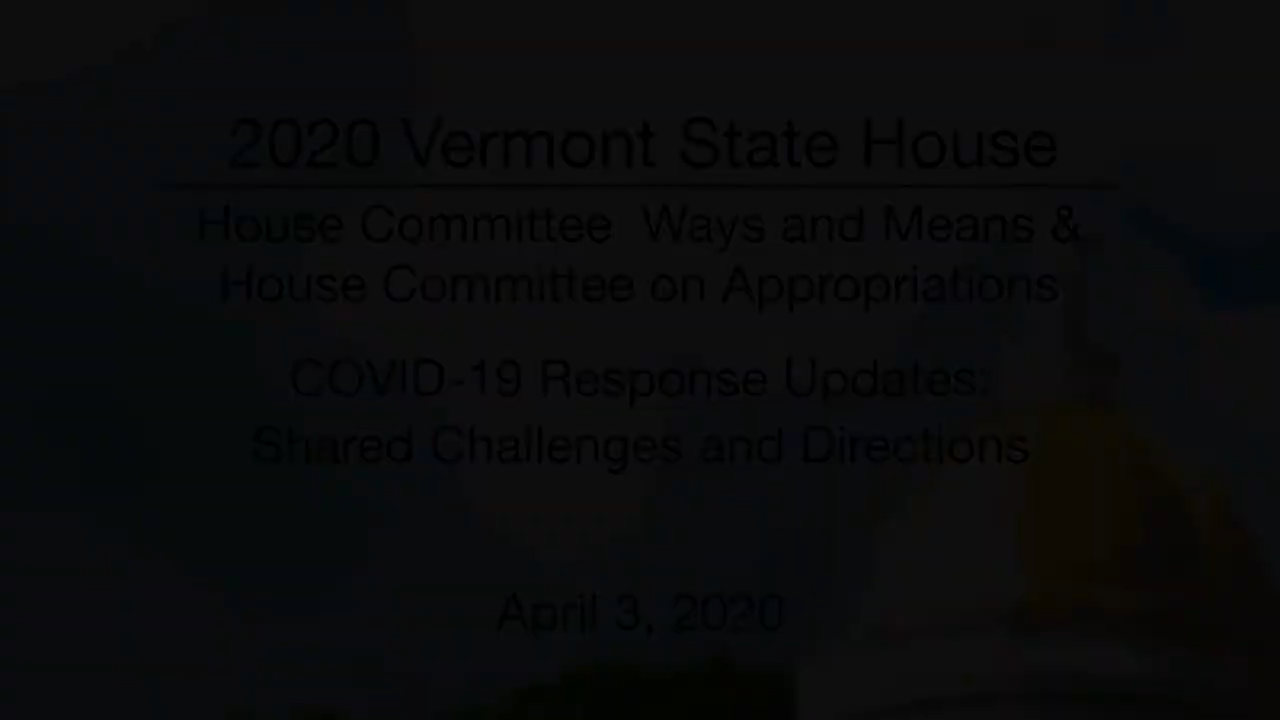 2020 Vermont State House
House Committee Ways and Means &
House Committee on Appropriations
COVID-19 Response Updates:
Shared Challenges and Directions
April 3, 2020